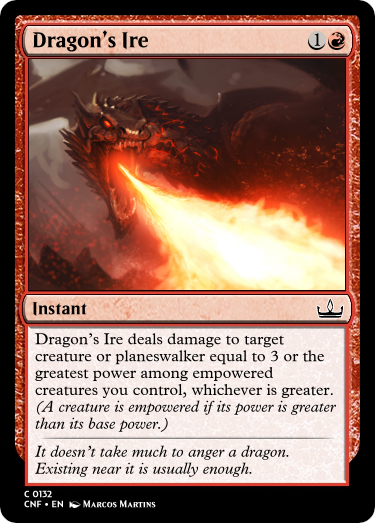 Dragon's Ire 1
Instant
Dragon's Ire deals damage to target
creature or planeswalker equal to 3 or the
greatest power among empowered
creatures you control, whichever is greater.
(A creature is empowered if its power is greater
than its base power.)
It doesn't take much to anger a dragon.
Existing near it is usually enough.
C 0132
CNF • EN Marcos Martins